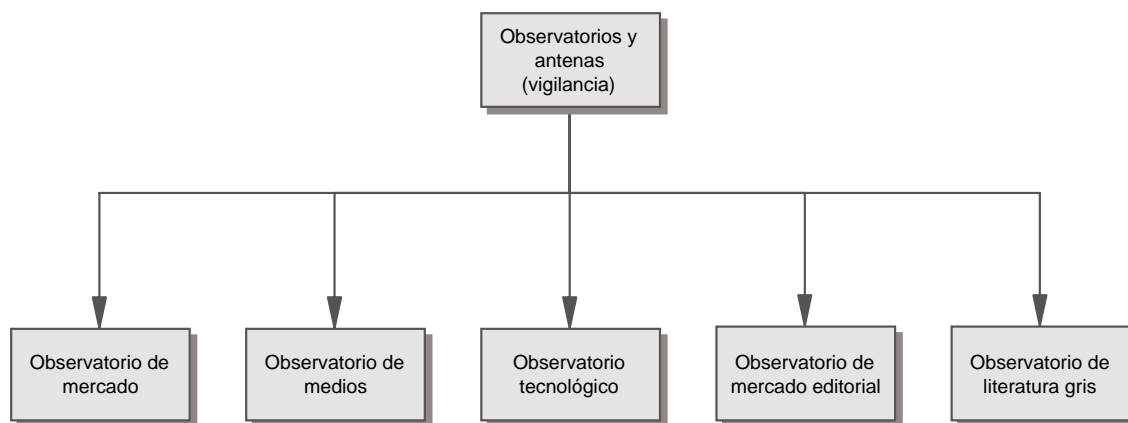 Observatorios y
antenas
(vigilancia)
Observatorio de
mercado
Observatorio de
medios
Observatorio
tecnológico
Observatorio de
mercado editorial
Observatorio de
literatura gris